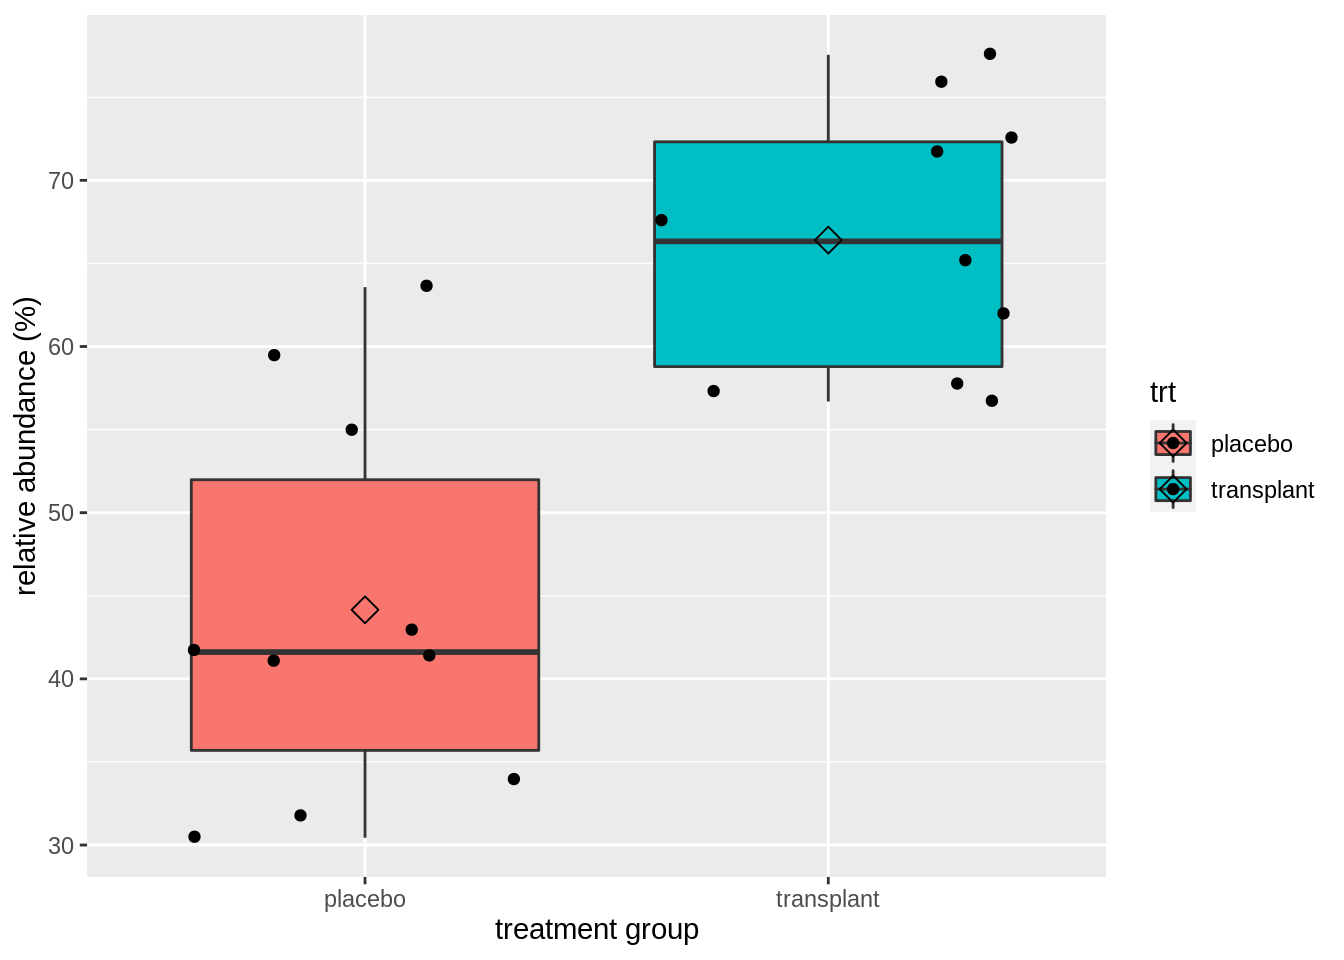 relative abundance (%)
70
60
50
40
30
placebo
transplant
treatment group
trt
placebo
transplant